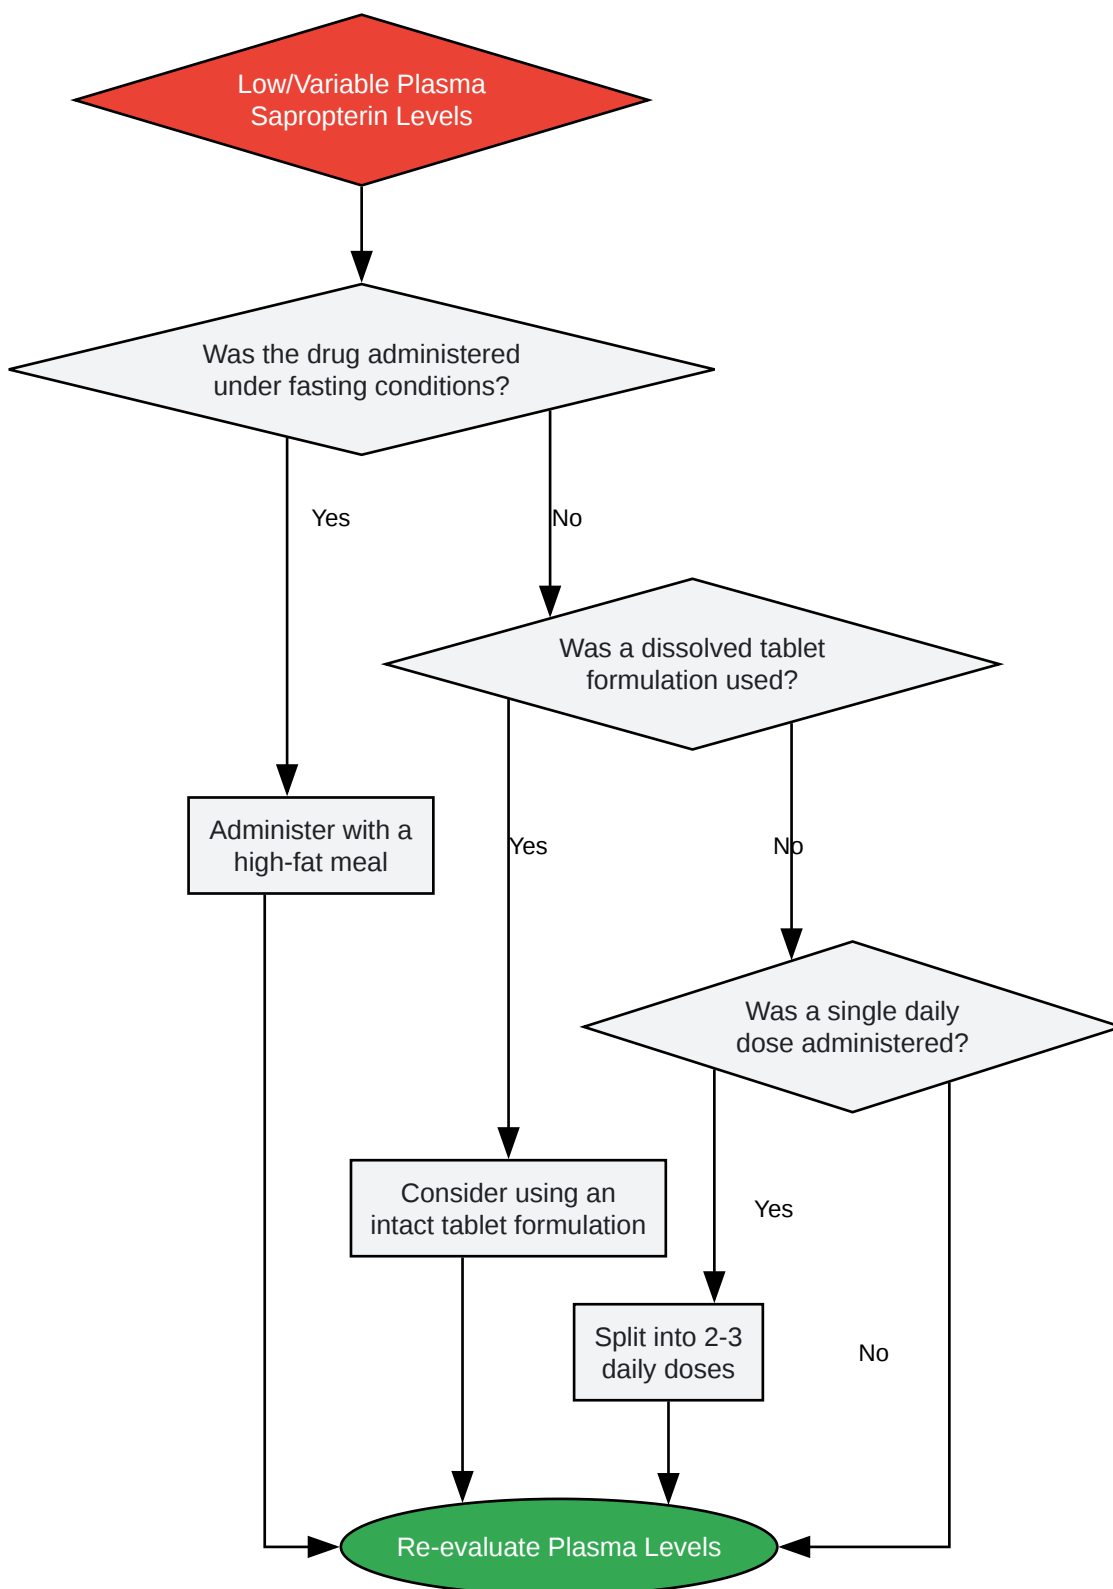 Low/Variable Plasma
Sapropterin Levels
Was the drug administered
under fasting conditions?
Yes
No
Was a dissolved tablet
formulation used?
Administer with a
high-fat meal
Yes
No
Was a single daily
dose administered?
Consider using an
intact tablet formulation
Yes
Split into 2-3
daily doses
No
Re-evaluate Plasma Levels